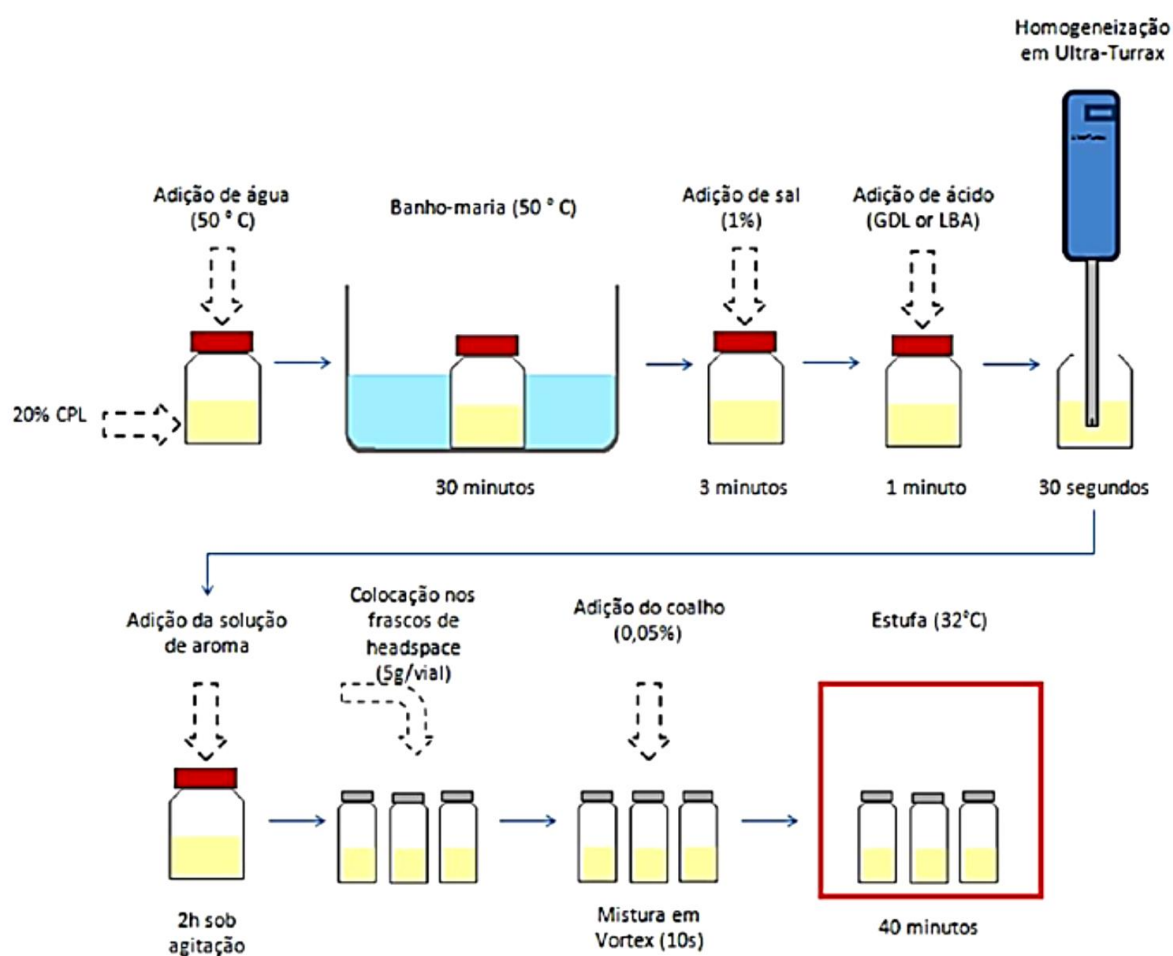 Homogeneização
em Ultra-Turrax
Adição de água
(50 ° C)
Banho-maria (50 ° C)
Adição de sal
(1%)
Adição de ácido
(GDL or LBA)
20% CPL
30 minutos
3 minutos
1 minuto
30 segundos
Adição da solução
de aroma
Colocação nos
frascos de
headspace
(5g/vial)
Adição do coalho
(0,05%)
Estufa (32°C)
2h sob
agitação
Mistura em
Vortex (10s)
40 minutos